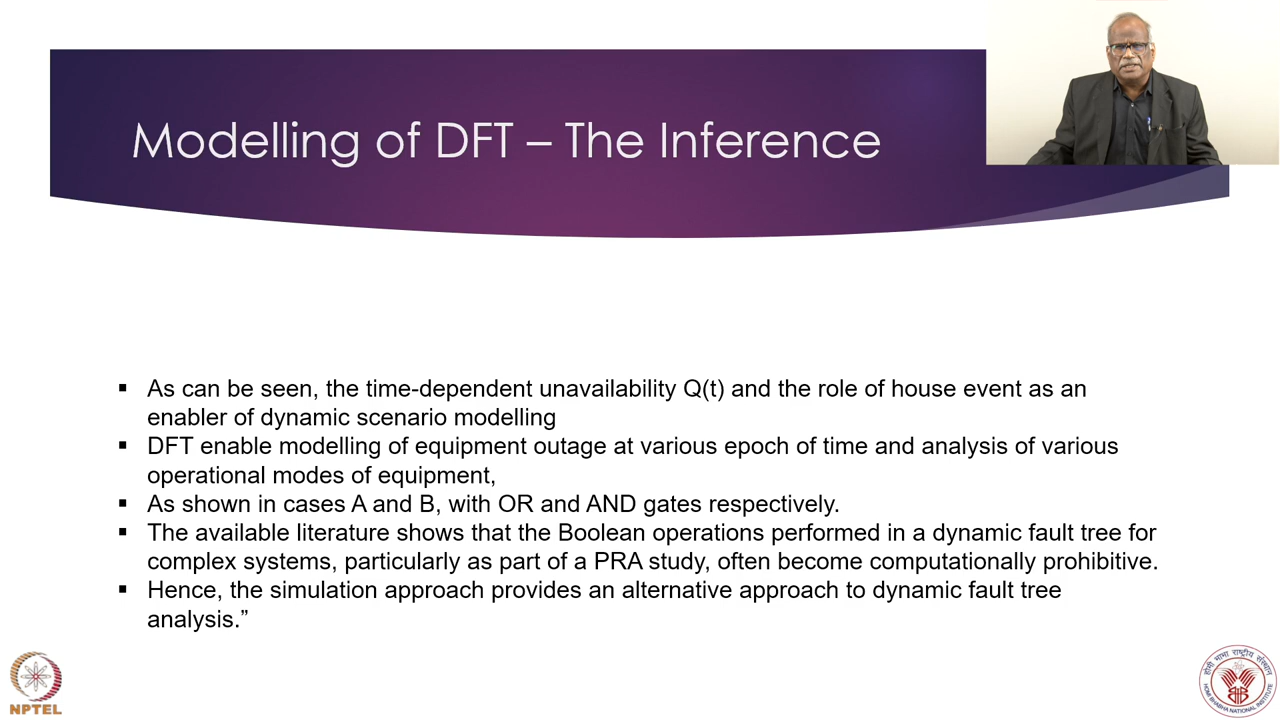 Modelling of DFT – The Inference
▪ As can be seen, the time-dependent unavailability Q(t) and the role of house event as an
enabler of dynamic scenario modelling
▪ DFT enable modelling of equipment outage at various epoch of time and analysis of various
operational modes of equipment,
▪ As shown in cases A and B, with OR and AND gates respectively.
▪ The available literature shows that the Boolean operations performed in a dynamic fault tree for
complex systems, particularly as part of a PRA study, often become computationally prohibitive.
▪ Hence, the simulation approach provides an alternative approach to dynamic fault tree
analysis.”
NPTEL
होमी भाभा राष्ट्रीय संस्थान
HOMI BHABHA NATIONAL INSTITUTE